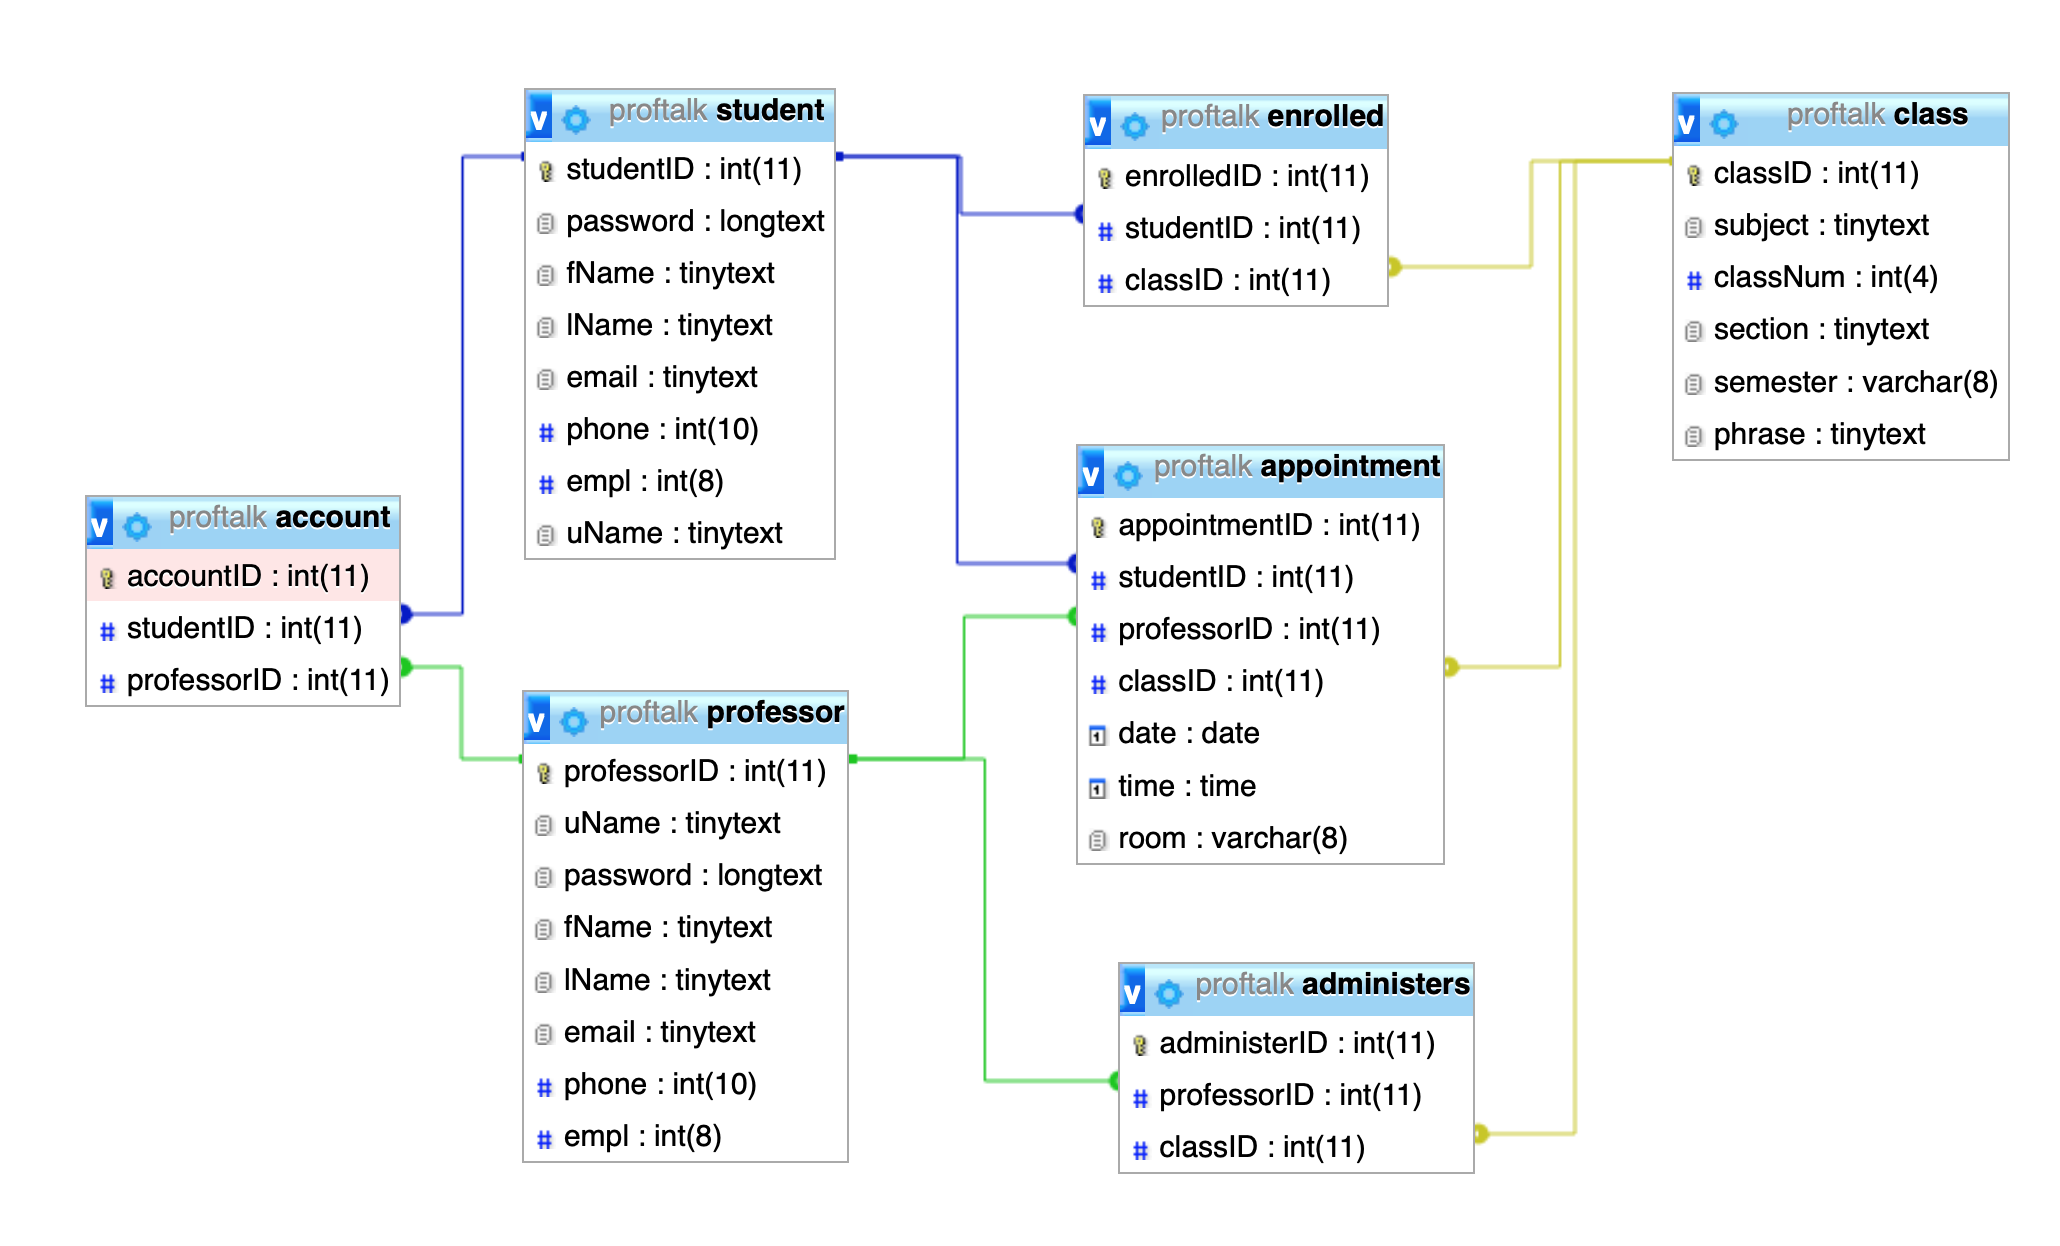 v proftalk student
studentID : int(11)
password : longtext
fName : tinytext
lName : tinytext
email : tinytext
phone : int(10)
empl : int(8)
uName : tinytext
v proftalk enrolled
enrolledID : int(11)
studentID : int(11)
classID : int(11)
v proftalk class
classID : int(11)
subject : tinytext
classNum : int(4)
section : tinytext
semester : varchar(8)
phrase : tinytext
v proftalk account
accountID : int(11)
studentID : int(11)
professorID : int(11)
v proftalk appointment
appointmentID : int(11)
studentID : int(11)
professorID : int(11)
classID : int(11)
date : date
time : time
room : varchar(8)
v proftalk professor
professorID : int(11)
uName : tinytext
password : longtext
fName : tinytext
lName : tinytext
email : tinytext
phone : int(10)
empl : int(8)
v proftalk administers
administerID : int(11)
professorID : int(11)
classID : int(11)